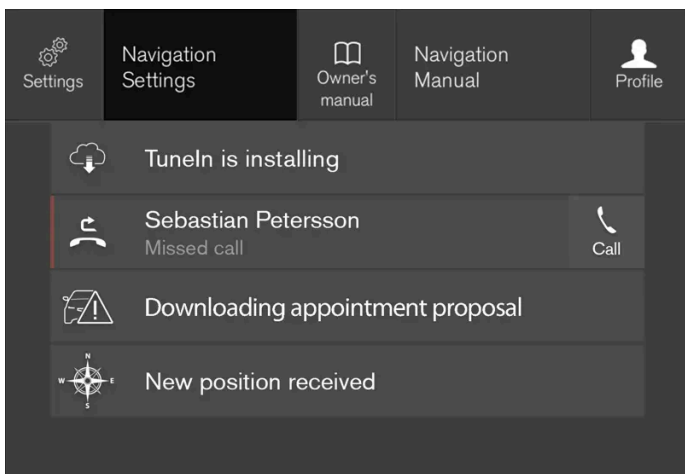 Settings
Navigation
Settings
Owner's
manual
Navigation
Manual
Profile
TuneIn is installing
Sebastian Petersson
Missed call
Call
Downloading appointment proposal
N
W
E
S
New position received